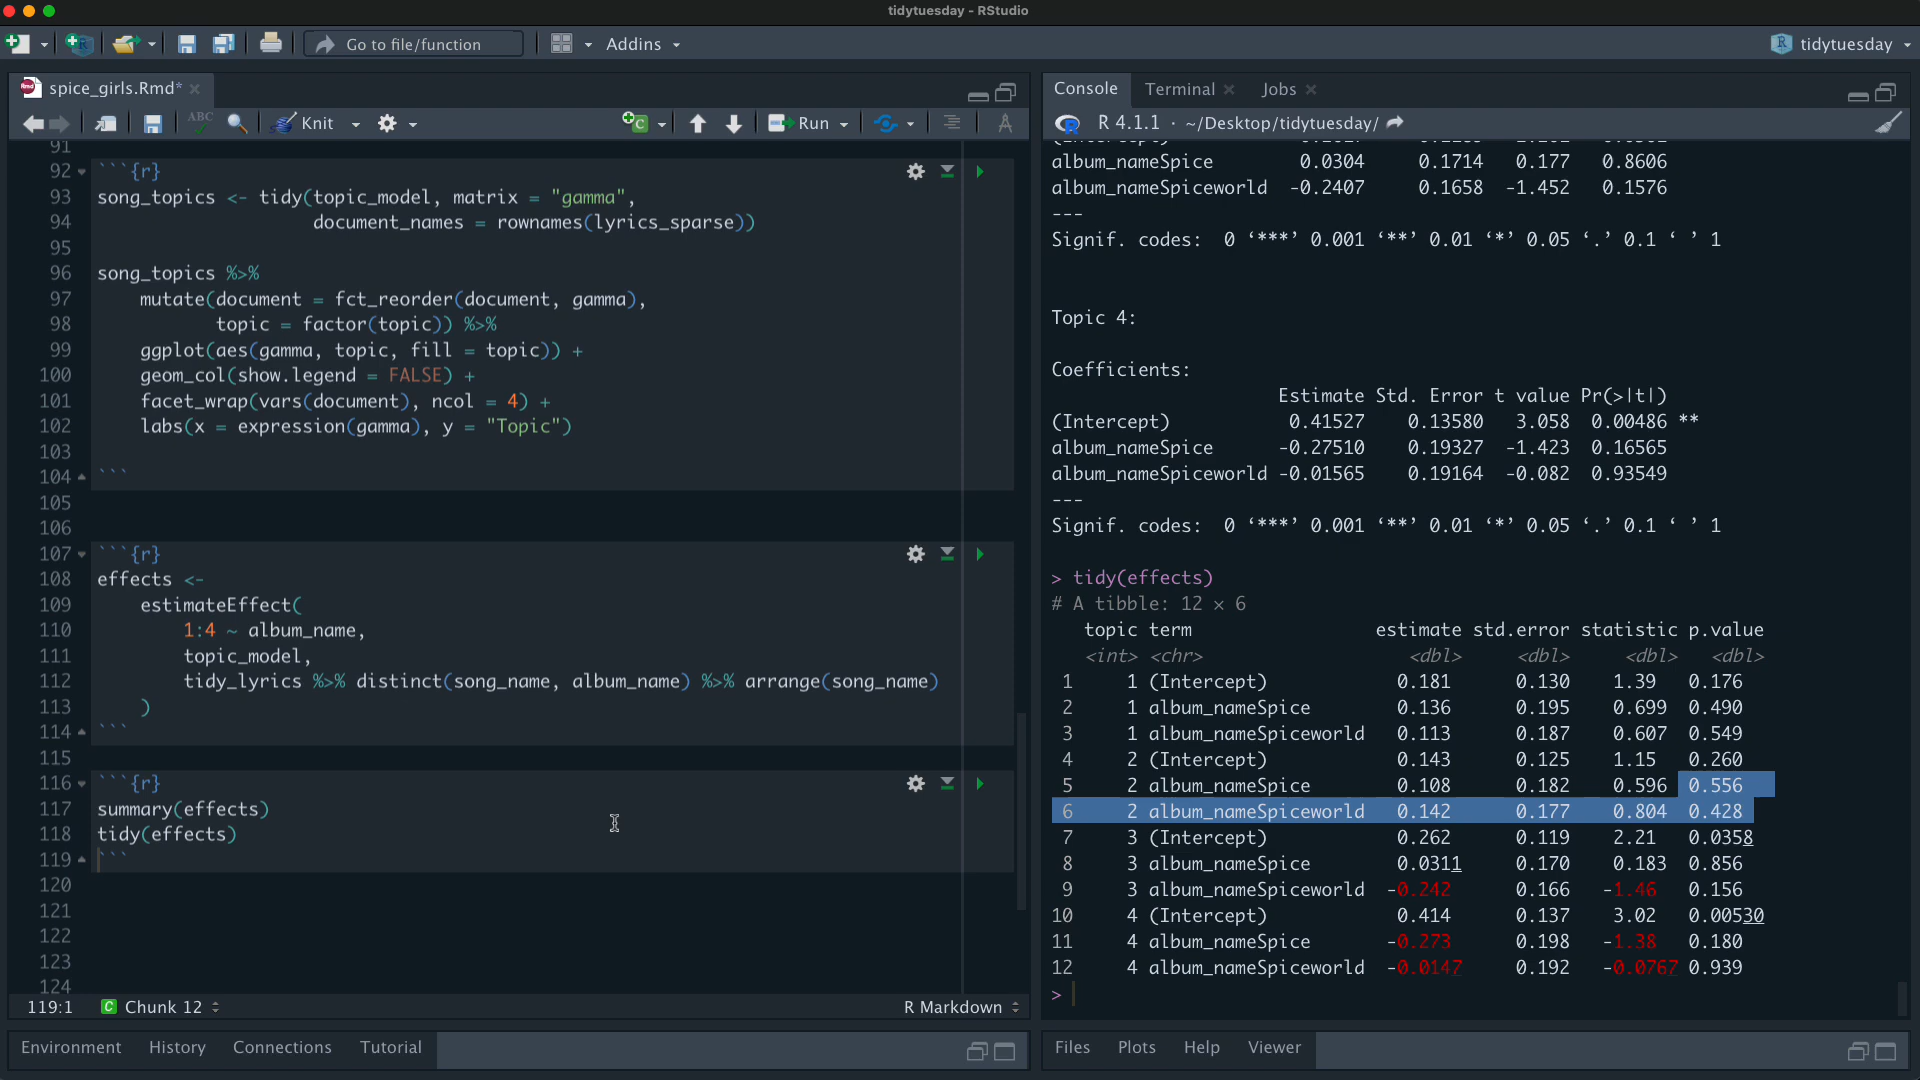 tidytuesday - RStudio
Go to file/function
Addins
tidytuesday
spice_girls.Rmd*
ABC
Knit
Run
91
92 ```{r}
93 song_topics <- tidy(topic_model, matrix = "gamma",
94 document_names = rownames(lyrics_sparse))
95
96 song_topics %>%
97 mutate(document = fct_reorder(document, gamma),
98 topic = factor(topic)) %>%
99 ggplot(aes(gamma, topic, fill = topic)) +
100 geom_col(show.legend = FALSE) +
101 facet_wrap(vars(document), ncol = 4) +
102 labs(x = expression(gamma), y = "Topic")
103
104 ```
105
106
107 ```{r}
108 effects <-
109 estimateEffect(
110 1:4 ~ album_name,
111 topic_model,
112 tidy_lyrics %>% distinct(song_name, album_name) %>% arrange(song_name)
113 )
114 ```
115
116 ```{r}
117 summary(effects)
118 tidy(effects)
119 ```
120
121
122
123
124
119:1 Chunk 12 R Markdown
Environment History Connections Tutorial
Console Terminal Jobs
R 4.1.1 · ~/Desktop/tidytuesday/
album_nameSpice 0.0304 0.1714 0.177 0.8606
album_nameSpiceworld -0.2407 0.1658 -1.452 0.1576
---
Signif. codes: 0 ‘***’ 0.001 ‘**’ 0.01 ‘*’ 0.05 ‘.’ 0.1 ‘ ’ 1
Topic 4:
Coefficients:
Estimate Std. Error t value Pr(>|t|)
(Intercept) 0.41527 0.13580 3.058 0.00486 **
album_nameSpice -0.27510 0.19327 -1.423 0.16565
album_nameSpiceworld -0.01565 0.19164 -0.082 0.93549
---
Signif. codes: 0 ‘***’ 0.001 ‘**’ 0.01 ‘*’ 0.05 ‘.’ 0.1 ‘ ’ 1
> tidy(effects)
# A tibble: 12 × 6
topic term estimate std.error statistic p.value
<int> <chr> <dbl> <dbl> <dbl> <dbl>
1 1 (Intercept) 0.181 0.130 1.39 0.176
2 1 album_nameSpice 0.136 0.195 0.699 0.490
3 1 album_nameSpiceworld 0.113 0.187 0.607 0.549
4 2 (Intercept) 0.143 0.125 1.15 0.260
5 2 album_nameSpice 0.108 0.182 0.596 0.556
6 2 album_nameSpiceworld 0.142 0.177 0.804 0.428
7 3 (Intercept) 0.262 0.119 2.21 0.0358
8 3 album_nameSpice 0.0311 0.170 0.183 0.856
9 3 album_nameSpiceworld -0.242 0.166 -1.46 0.156
10 4 (Intercept) 0.414 0.137 3.02 0.00530
11 4 album_nameSpice -0.273 0.198 -1.38 0.180
12 4 album_nameSpiceworld -0.0147 0.192 -0.0767 0.939
>
Files Plots Help Viewer